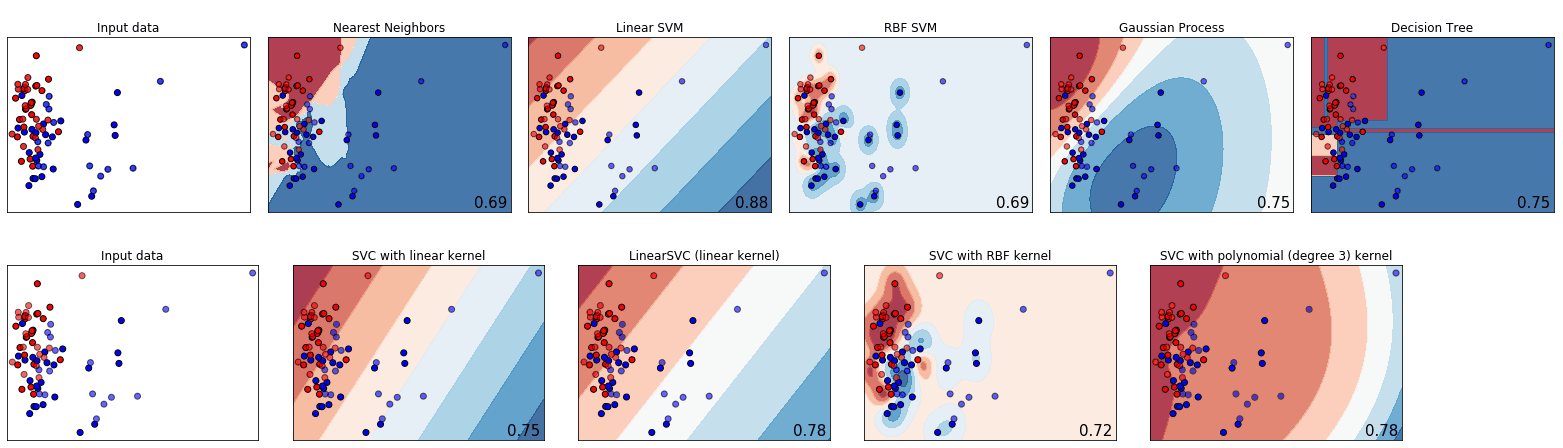 Input data
Nearest Neighbors
Linear SVM
RBF SVM
Gaussian Process
Decision Tree
0.69
0.88
0.69
0.75
0.75
Input data
SVC with linear kernel
LinearSVC (linear kernel)
SVC with RBF kernel
SVC with polynomial (degree 3) kernel
0.75
0.78
0.72
0.78